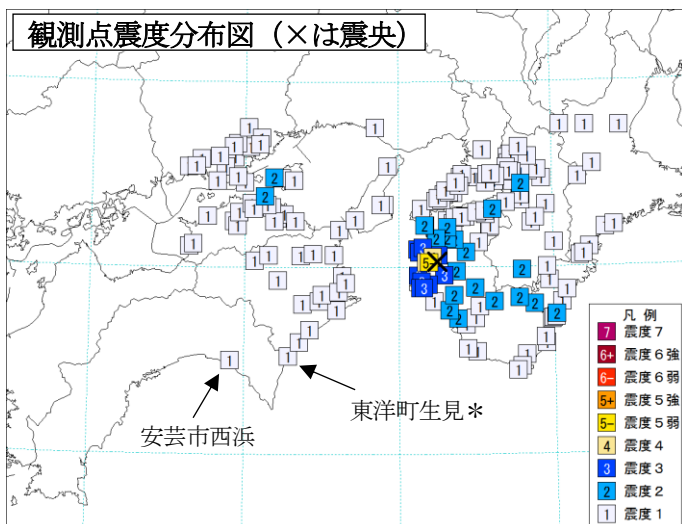 観測点震度分布図（×は震央）
安芸市西浜
東洋町生見＊
凡 例
7 震度７
6+ 震度６強
6- 震度６弱
5+ 震度５強
5- 震度５弱
4 震度４
3 震度３
2 震度２
1 震度１